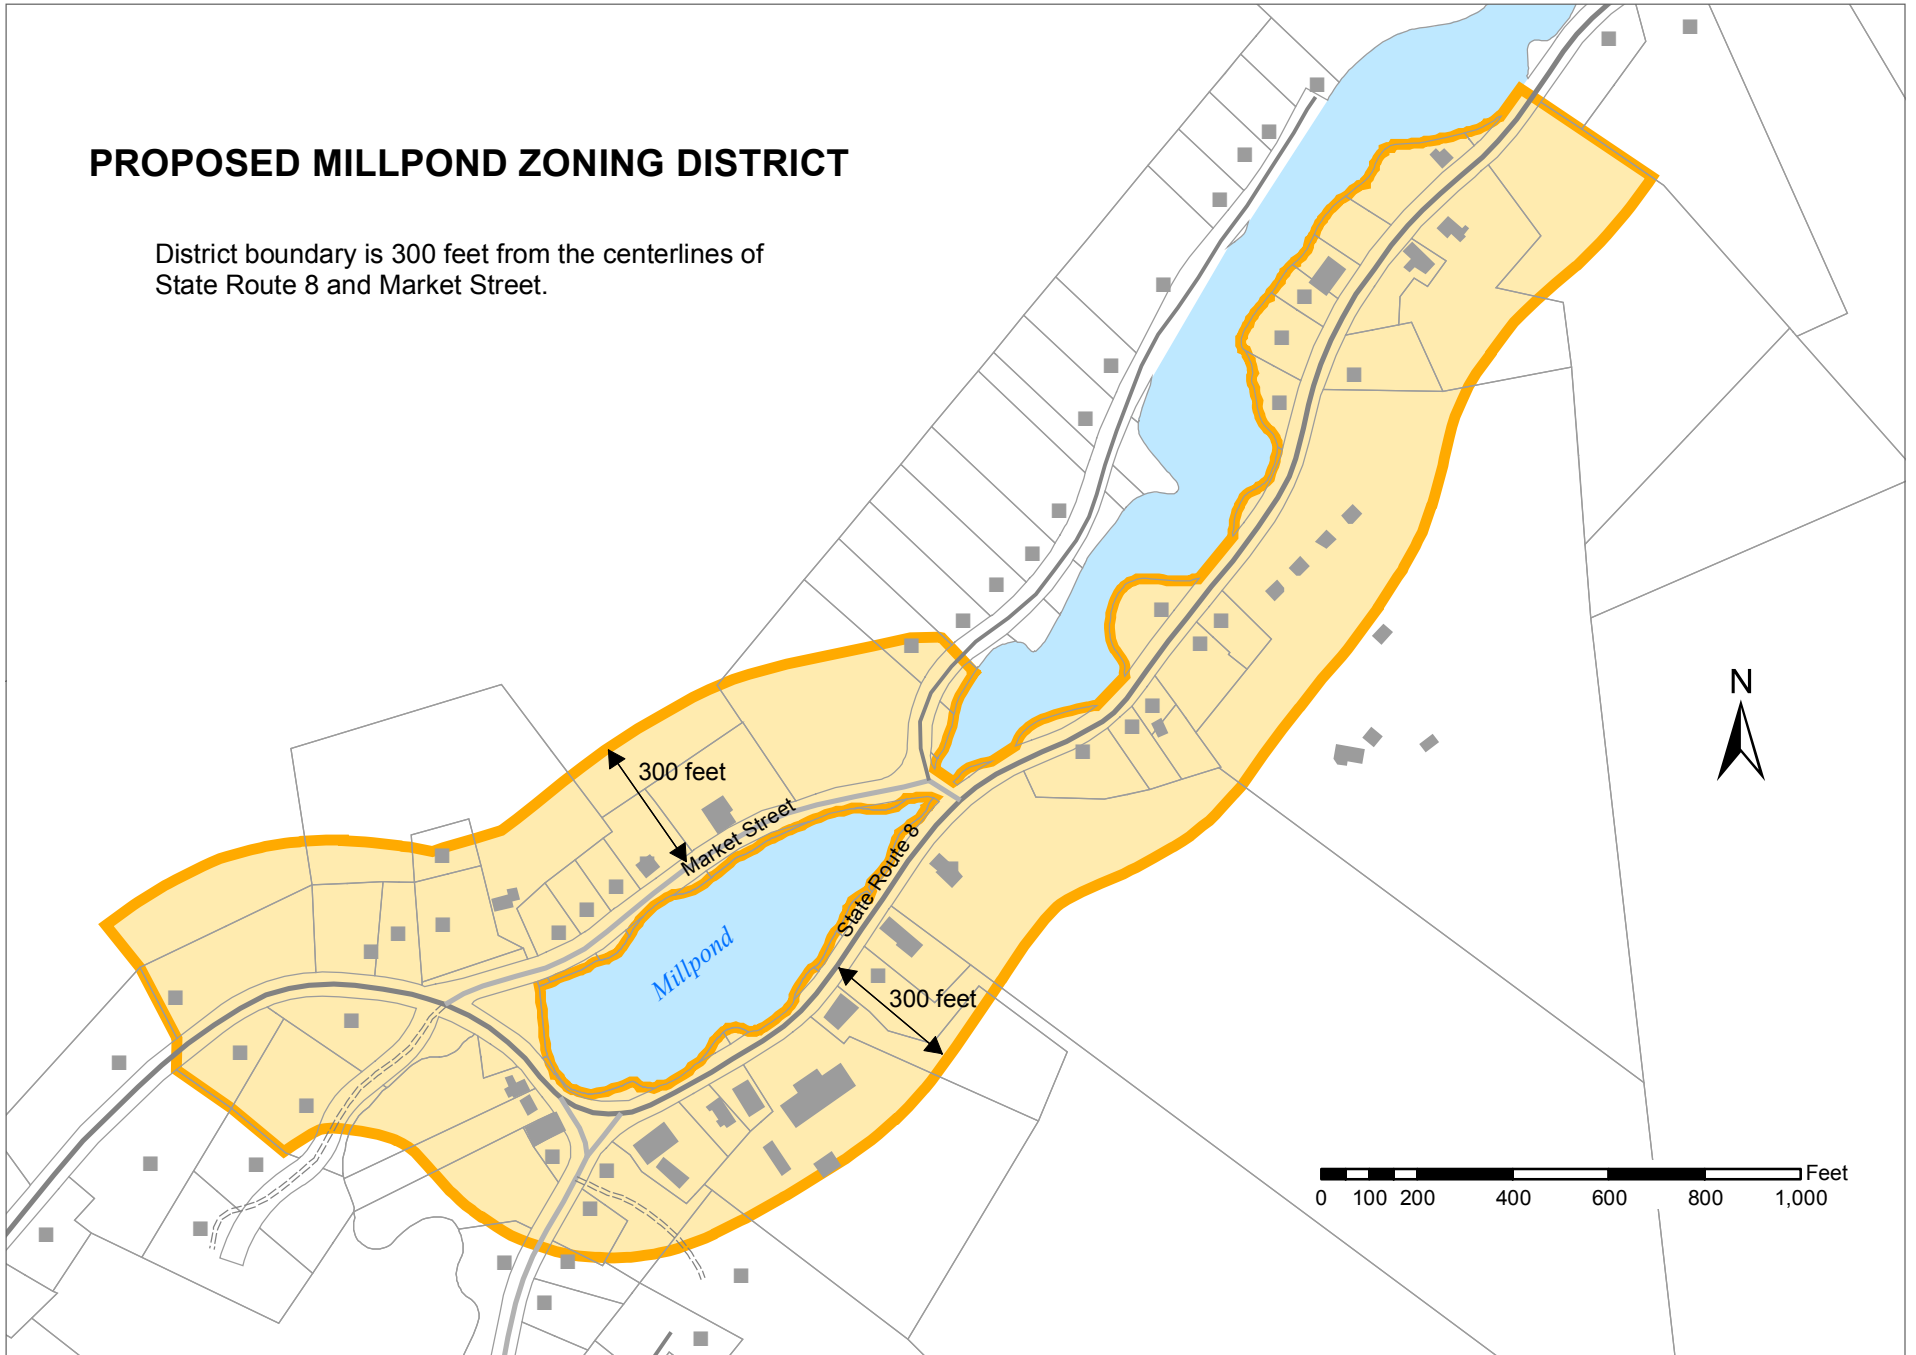 PROPOSED MILLPOND ZONING DISTRICT
District boundary is 300 feet from the centerlines of
State Route 8 and Market Street.
N
300 feet
Market Street
State Route 8
Millpond
300 feet
Feet
0 100 200 400 600 800 1,000